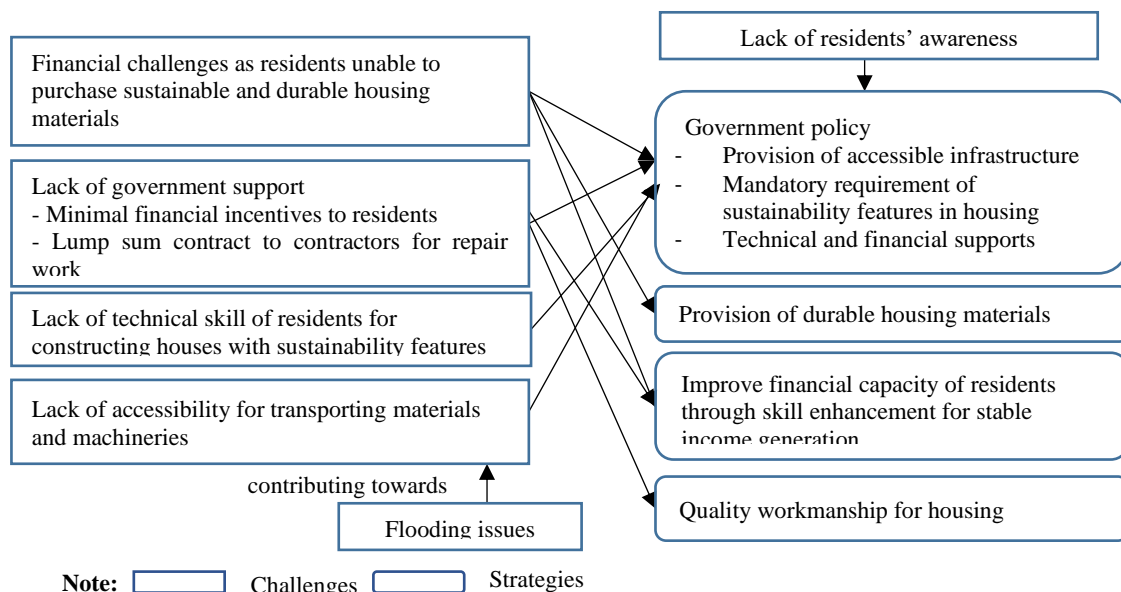 Lack of residents' awareness
Financial challenges as residents unable to
purchase sustainable and durable housing
materials
Lack of government support
- Minimal financial incentives to residents
- Lump sum contract to contractors for repair
work
Lack of technical skill of residents for
constructing houses with sustainability features
Lack of accessibility for transporting materials
and machineries
contributing towards
Flooding issues
Government policy
- Provision of accessible infrastructure
- Mandatory requirement of
sustainability features in housing
- Technical and financial supports
Provision of durable housing materials
Improve financial capacity of residents
through skill enhancement for stable
income generation
Quality workmanship for housing
Note: Challenges Strategies